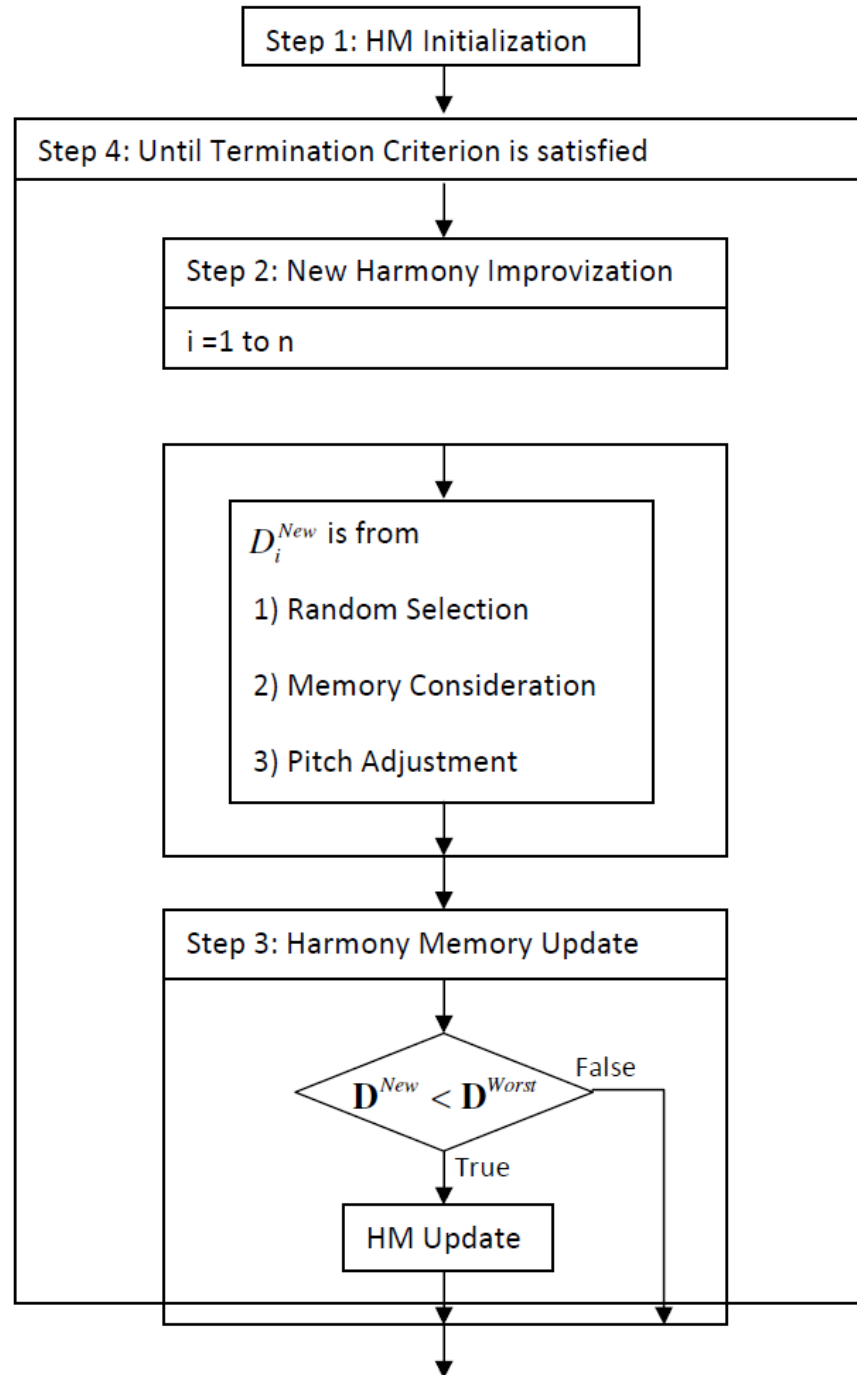 Step 1: HM Initialization
Step 4: Until Termination Criterion is satisfied
Step 2: New Harmony Improvization
i =1 to n
D_i^{New} is from
1) Random Selection
2) Memory Consideration
3) Pitch Adjustment
Step 3: Harmony Memory Update
D^{New} < D^{Worst}
False
True
HM Update